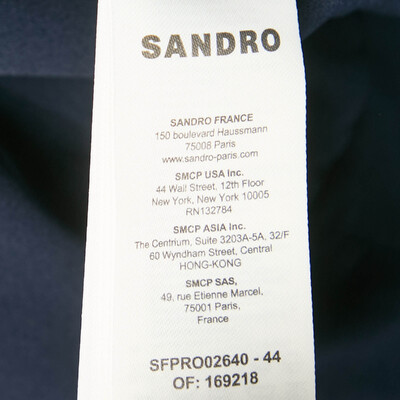 SANDRO
SANDRO FRANCE
150 boulevard Haussmann
75008 Paris
www.sandro-paris.com
SMCP USA Inc.
44 Wall Street, 12th Floor
New York, New York 10005
RN132784
SMCP ASIA Inc.
The Centrium, Suite 3203A-5A, 32/F
60 Wyndham Street, Central
HONG-KONG
SMCP SAS,
49, rue Etienne Marcel,
75001 Paris,
France
SFPRO02640 - 44
OF: 169218